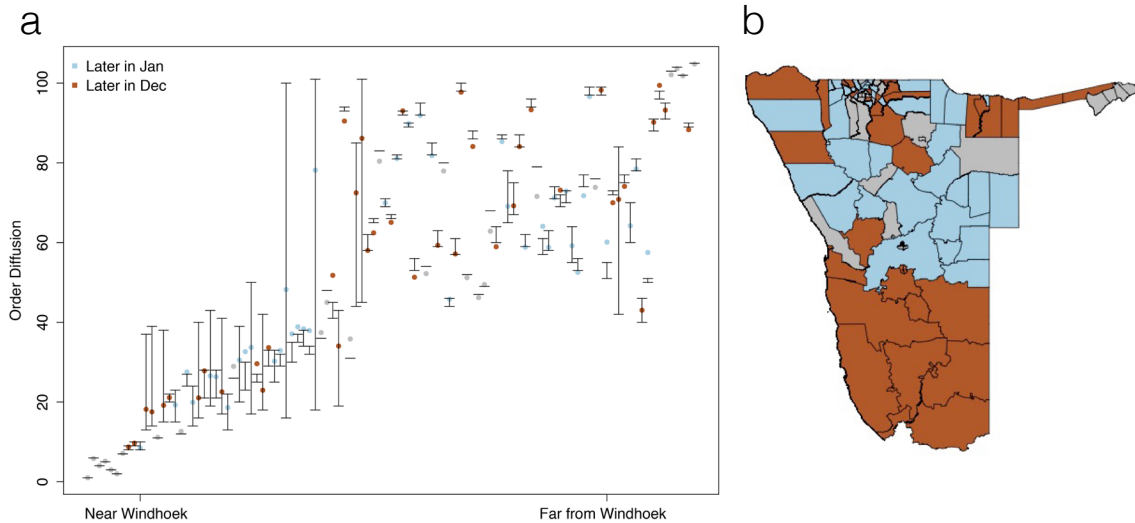 a
b
Later in Jan
Later in Dec
Order Diffusion
100
80
60
40
20
0
Near Windhoek
Far from Windhoek